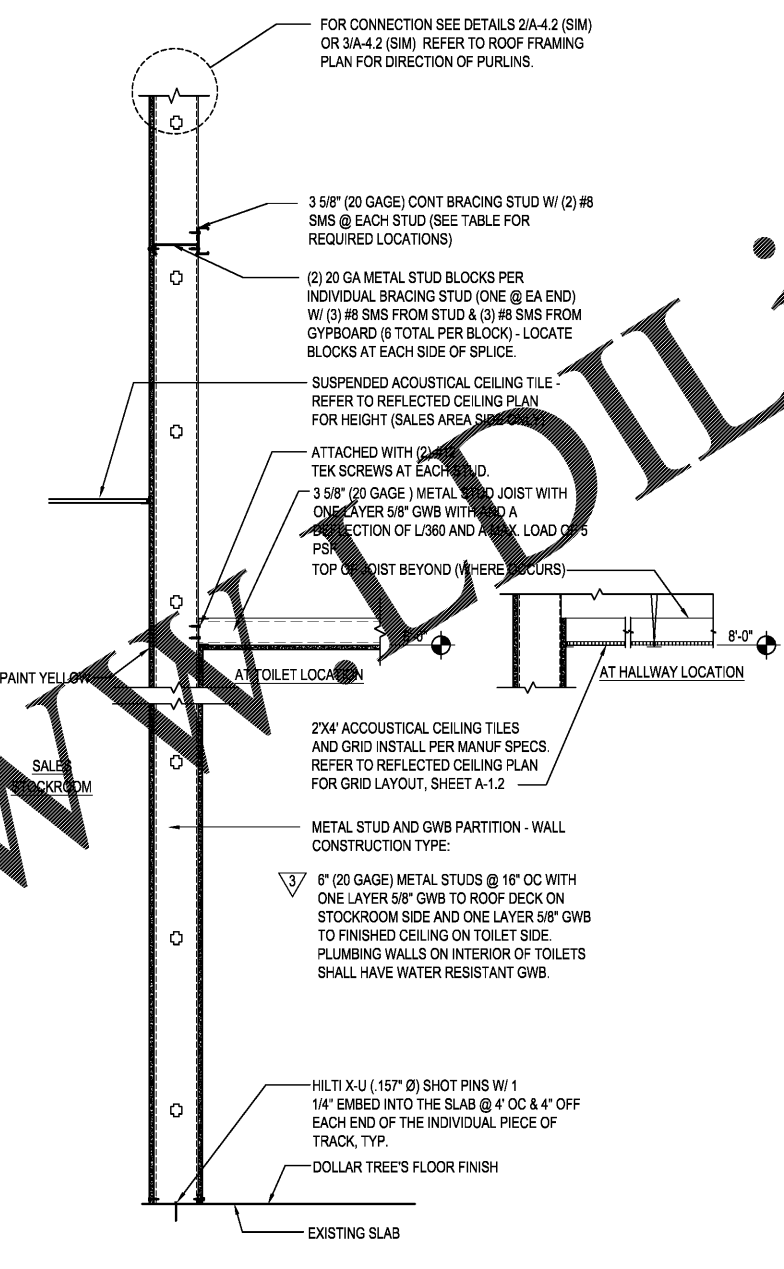 FOR CONNECTION SEE DETAILS 2/A-4.2 (SIM)
OR 3/A-4.2 (SIM) REFER TO ROOF FRAMING
PLAN FOR DIRECTION OF PURLINS.
3 5/8" (20 GAGE) CONT BRACING STUD W/ (2) #8
SMS @ EACH STUD (SEE TABLE FOR
REQUIRED LOCATIONS)
(2) 20 GA METAL STUD BLOCKS PER
INDIVIDUAL BRACING STUD (ONE @ EA END)
W/ (3) #8 SMS FROM STUD & (3) #8 SMS FROM
GYPBOARD (6 TOTAL PER BLOCK) - LOCATE
BLOCKS AT EACH SIDE OF SPLICE.
SUSPENDED ACOUSTICAL CEILING TILE -
REFER TO REFLECTED CEILING PLAN
FOR HEIGHT (SALES AREA SIDE ONLY)
ATTACHED WITH (2) #12
TEK SCREWS AT EACH STUD.
3 5/8" (20 GAGE ) METAL STUD JOIST WITH
ONE LAYER 5/8" GWB WITH AND A
DEFLECTION OF L/360 AND A MAX. LOAD OF 5
PSF
TOP OF JOIST BEYOND (WHERE OCCURS)
8'-0"
PAINT YELLOW
AT TOILET LOCATION
AT HALLWAY LOCATION
2'X4' ACCOUSTICAL CEILING TILES
AND GRID INSTALL PER MANUF SPECS.
REFER TO REFLECTED CEILING PLAN
FOR GRID LAYOUT, SHEET A-1.2
SALES
STOCKROOM
METAL STUD AND GWB PARTITION - WALL
CONSTRUCTION TYPE:
3
6" (20 GAGE) METAL STUDS @ 16" OC WITH
ONE LAYER 5/8" GWB TO ROOF DECK ON
STOCKROOM SIDE AND ONE LAYER 5/8" GWB
TO FINISHED CEILING ON TOILET SIDE.
PLUMBING WALLS ON INTERIOR OF TOILETS
SHALL HAVE WATER RESISTANT GWB.
HILTI X-U (.157" Ø) SHOT PINS W/ 1
1/4" EMBED INTO THE SLAB @ 4' OC & 4" OFF
EACH END OF THE INDIVIDUAL PIECE OF
TRACK, TYP.
DOLLAR TREE'S FLOOR FINISH
EXISTING SLAB
WW.LDIL